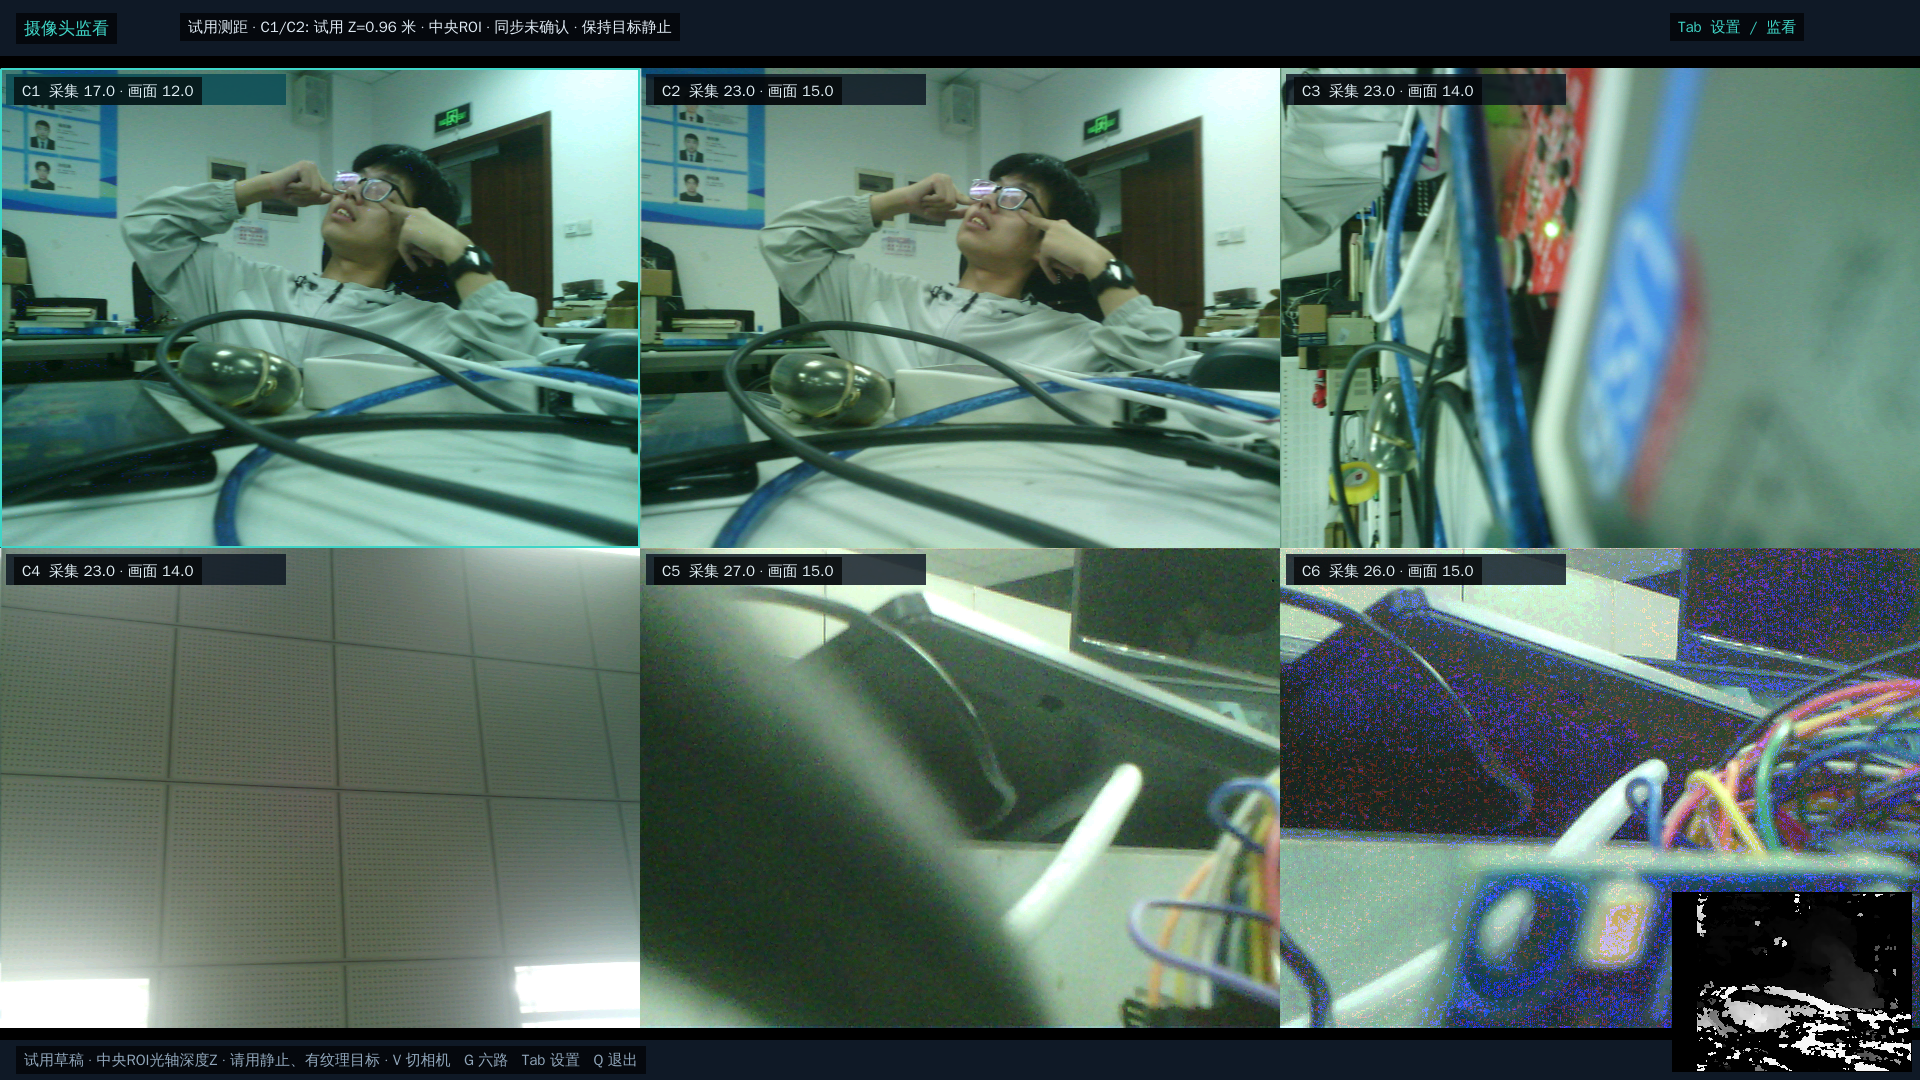 摄像头监看
试用测距 · C1/C2: 试用 Z=0.96 米 · 中央ROI · 同步未确认 · 保持目标静止
Tab 设置 / 监看
C1 采集 17.0 · 画面 12.0
C2 采集 23.0 · 画面 15.0
C3 采集 23.0 · 画面 14.0
C4 采集 23.0 · 画面 14.0
C5 采集 27.0 · 画面 15.0
C6 采集 26.0 · 画面 15.0
试用草稿 · 中央ROI光轴深度Z · 请用静止、有纹理目标 · V 切相机 G 六路 Tab 设置 Q 退出